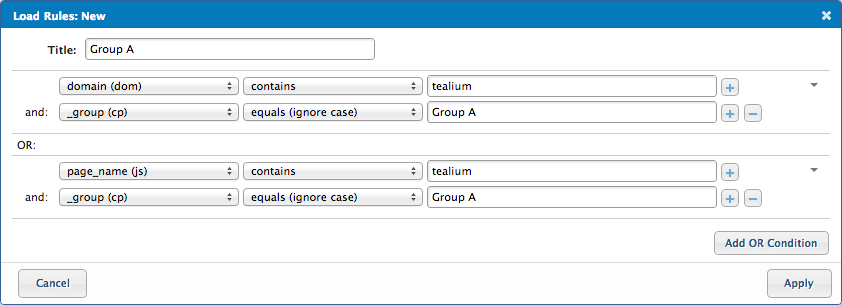 Load Rules: New
Title: Group A
domain (dom) contains tealium
and: _group (cp) equals (ignore case) Group A
OR:
page_name (js) contains tealium
and: _group (cp) equals (ignore case) Group A
Add OR Condition
Cancel Apply